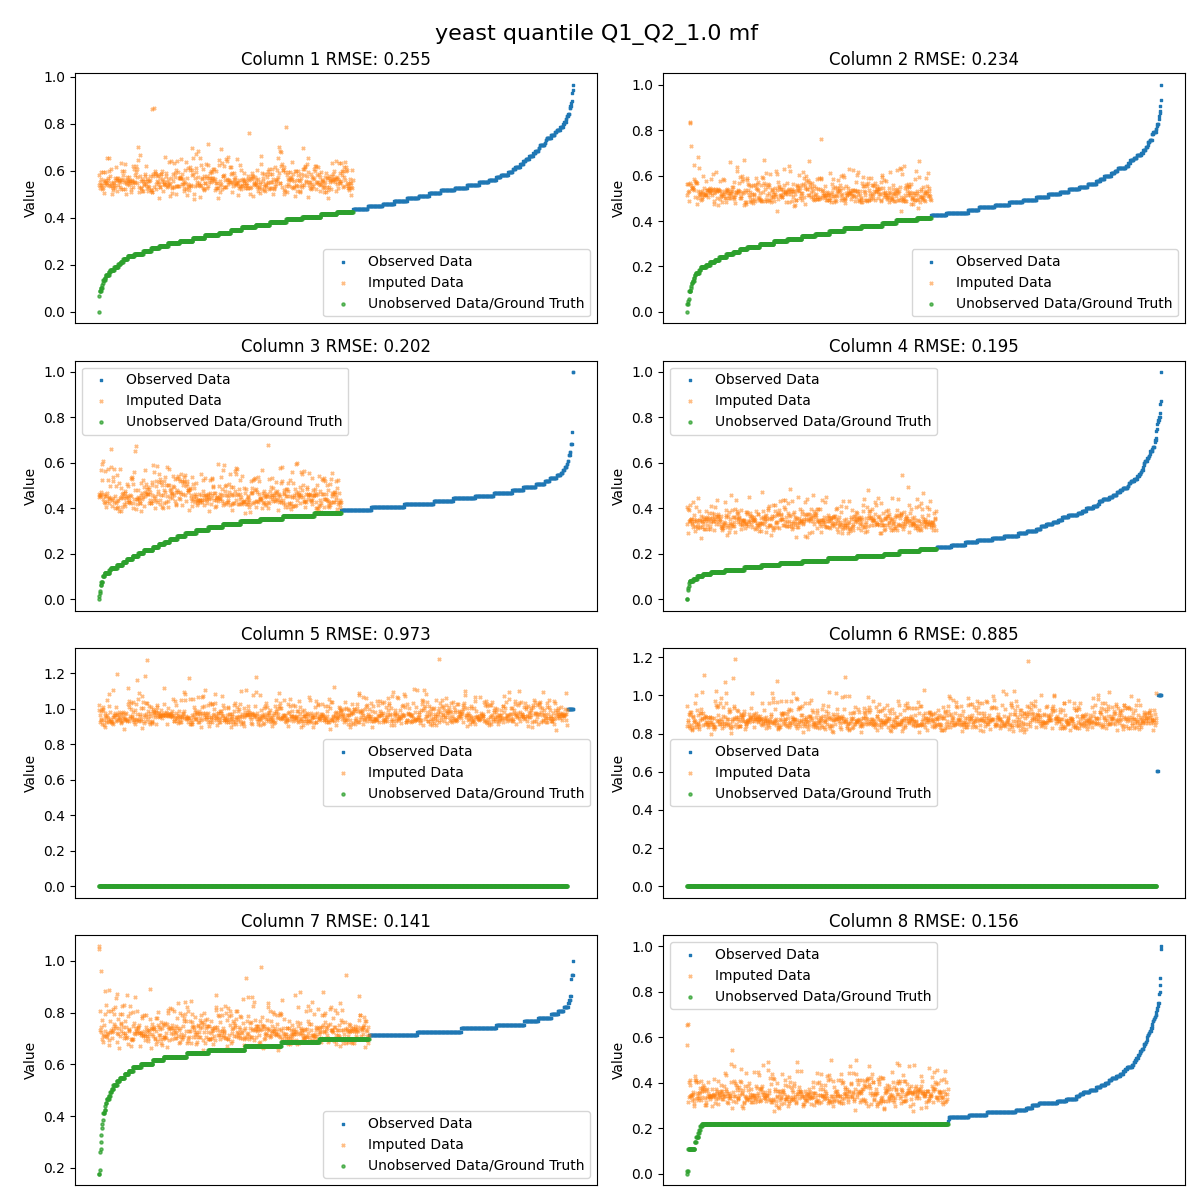 yeast quantile Q1_Q2_1.0 mf
Column 1 RMSE: 0.255
1.0
0.8
0.6
0.4
0.2
0.0
Value
Observed Data
Imputed Data
Unobserved Data/Ground Truth
Column 2 RMSE: 0.234
1.0
0.8
0.6
0.4
0.2
0.0
Value
Observed Data
Imputed Data
Unobserved Data/Ground Truth
Column 3 RMSE: 0.202
1.0
0.8
0.6
0.4
0.2
0.0
Value
Observed Data
Imputed Data
Unobserved Data/Ground Truth
Column 4 RMSE: 0.195
1.0
0.8
0.6
0.4
0.2
0.0
Value
Observed Data
Imputed Data
Unobserved Data/Ground Truth
Column 5 RMSE: 0.973
1.2
1.0
0.8
0.6
0.4
0.2
0.0
Value
Observed Data
Imputed Data
Unobserved Data/Ground Truth
Column 6 RMSE: 0.885
1.2
1.0
0.8
0.6
0.4
0.2
0.0
Value
Observed Data
Imputed Data
Unobserved Data/Ground Truth
Column 7 RMSE: 0.141
1.0
0.8
0.6
0.4
0.2
Value
Observed Data
Imputed Data
Unobserved Data/Ground Truth
Column 8 RMSE: 0.156
1.0
0.8
0.6
0.4
0.2
0.0
Value
Observed Data
Imputed Data
Unobserved Data/Ground Truth